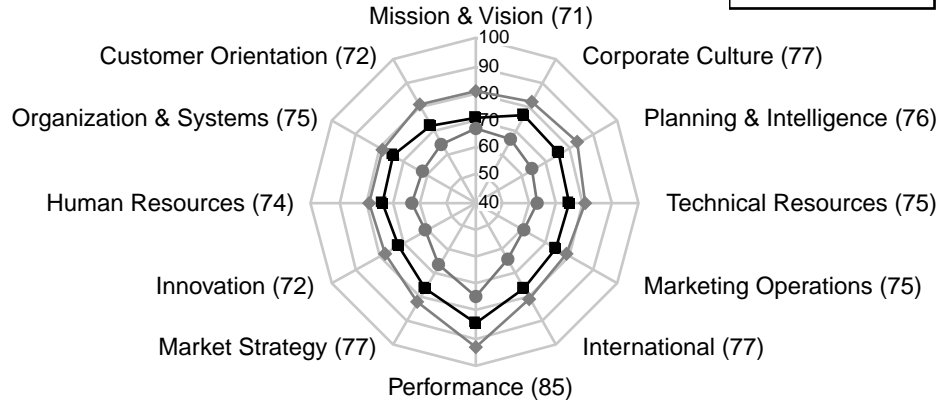 Mission & Vision (71)
Customer Orientation (72)
Corporate Culture (77)
Organization & Systems (75)
Planning & Intelligence (76)
Human Resources (74)
Technical Resources (75)
Innovation (72)
Marketing Operations (75)
Market Strategy (77)
International (77)
Performance (85)
100
90
80
70
60
50
40